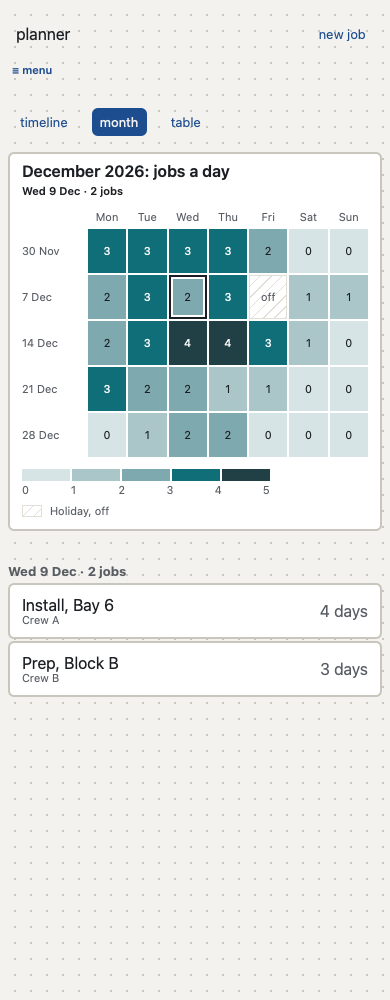 planner new job
≡ menu
timeline month table
December 2026: jobs a day
Wed 9 Dec · 2 jobs
Mon Tue Wed Thu Fri Sat Sun
30 Nov 3 3 3 3 2 0 0
7 Dec 2 3 2 3 off 1 1
14 Dec 2 3 4 4 3 1 0
21 Dec 3 2 2 1 1 0 0
28 Dec 0 1 2 2 0 0 0
0 1 2 3 4 5
Holiday, off
Wed 9 Dec · 2 jobs
Install, Bay 6 4 days
Crew A
Prep, Block B 3 days
Crew B